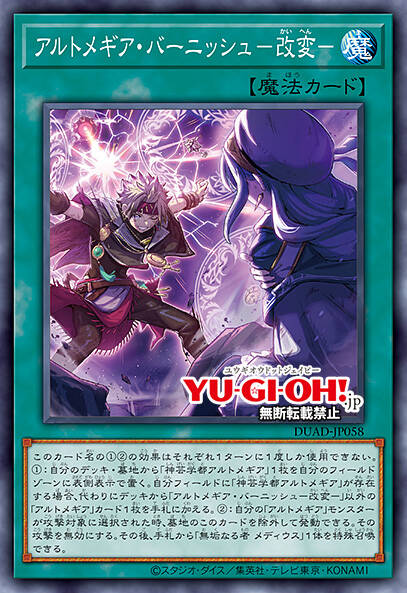 アルトメギア・バーニッシュー改変－
かい へん
魔
【魔法カード】
ま ほう
ユウギオウドットジェイピー
YU-GI-OH!.jp
無断転載禁止
DUAD-JP058
このカード名の①②の効果はそれぞれ1ターンに1度しか使用できない。
①：自分のデッキ・墓地から「神芸学都アルトメギア」1枚を自分のフィールド
ゾーンに表側表示で置く。自分フィールドに「神芸学都アルトメギア」が存在
する場合、代わりにデッキから「アルトメギア・バーニッシュー改変－」以外の
「アルトメギア」カード1枚を手札に加える。②：自分の「アルトメギア」モンスター
が攻撃対象に選択された時、墓地のこのカードを除外して発動できる。その
攻撃を無効にする。その後、手札から「無垢なる者 メディウス」1体を特殊召喚
できる。
©スタジオ・ダイス／集英社・テレビ東京・KONAMI